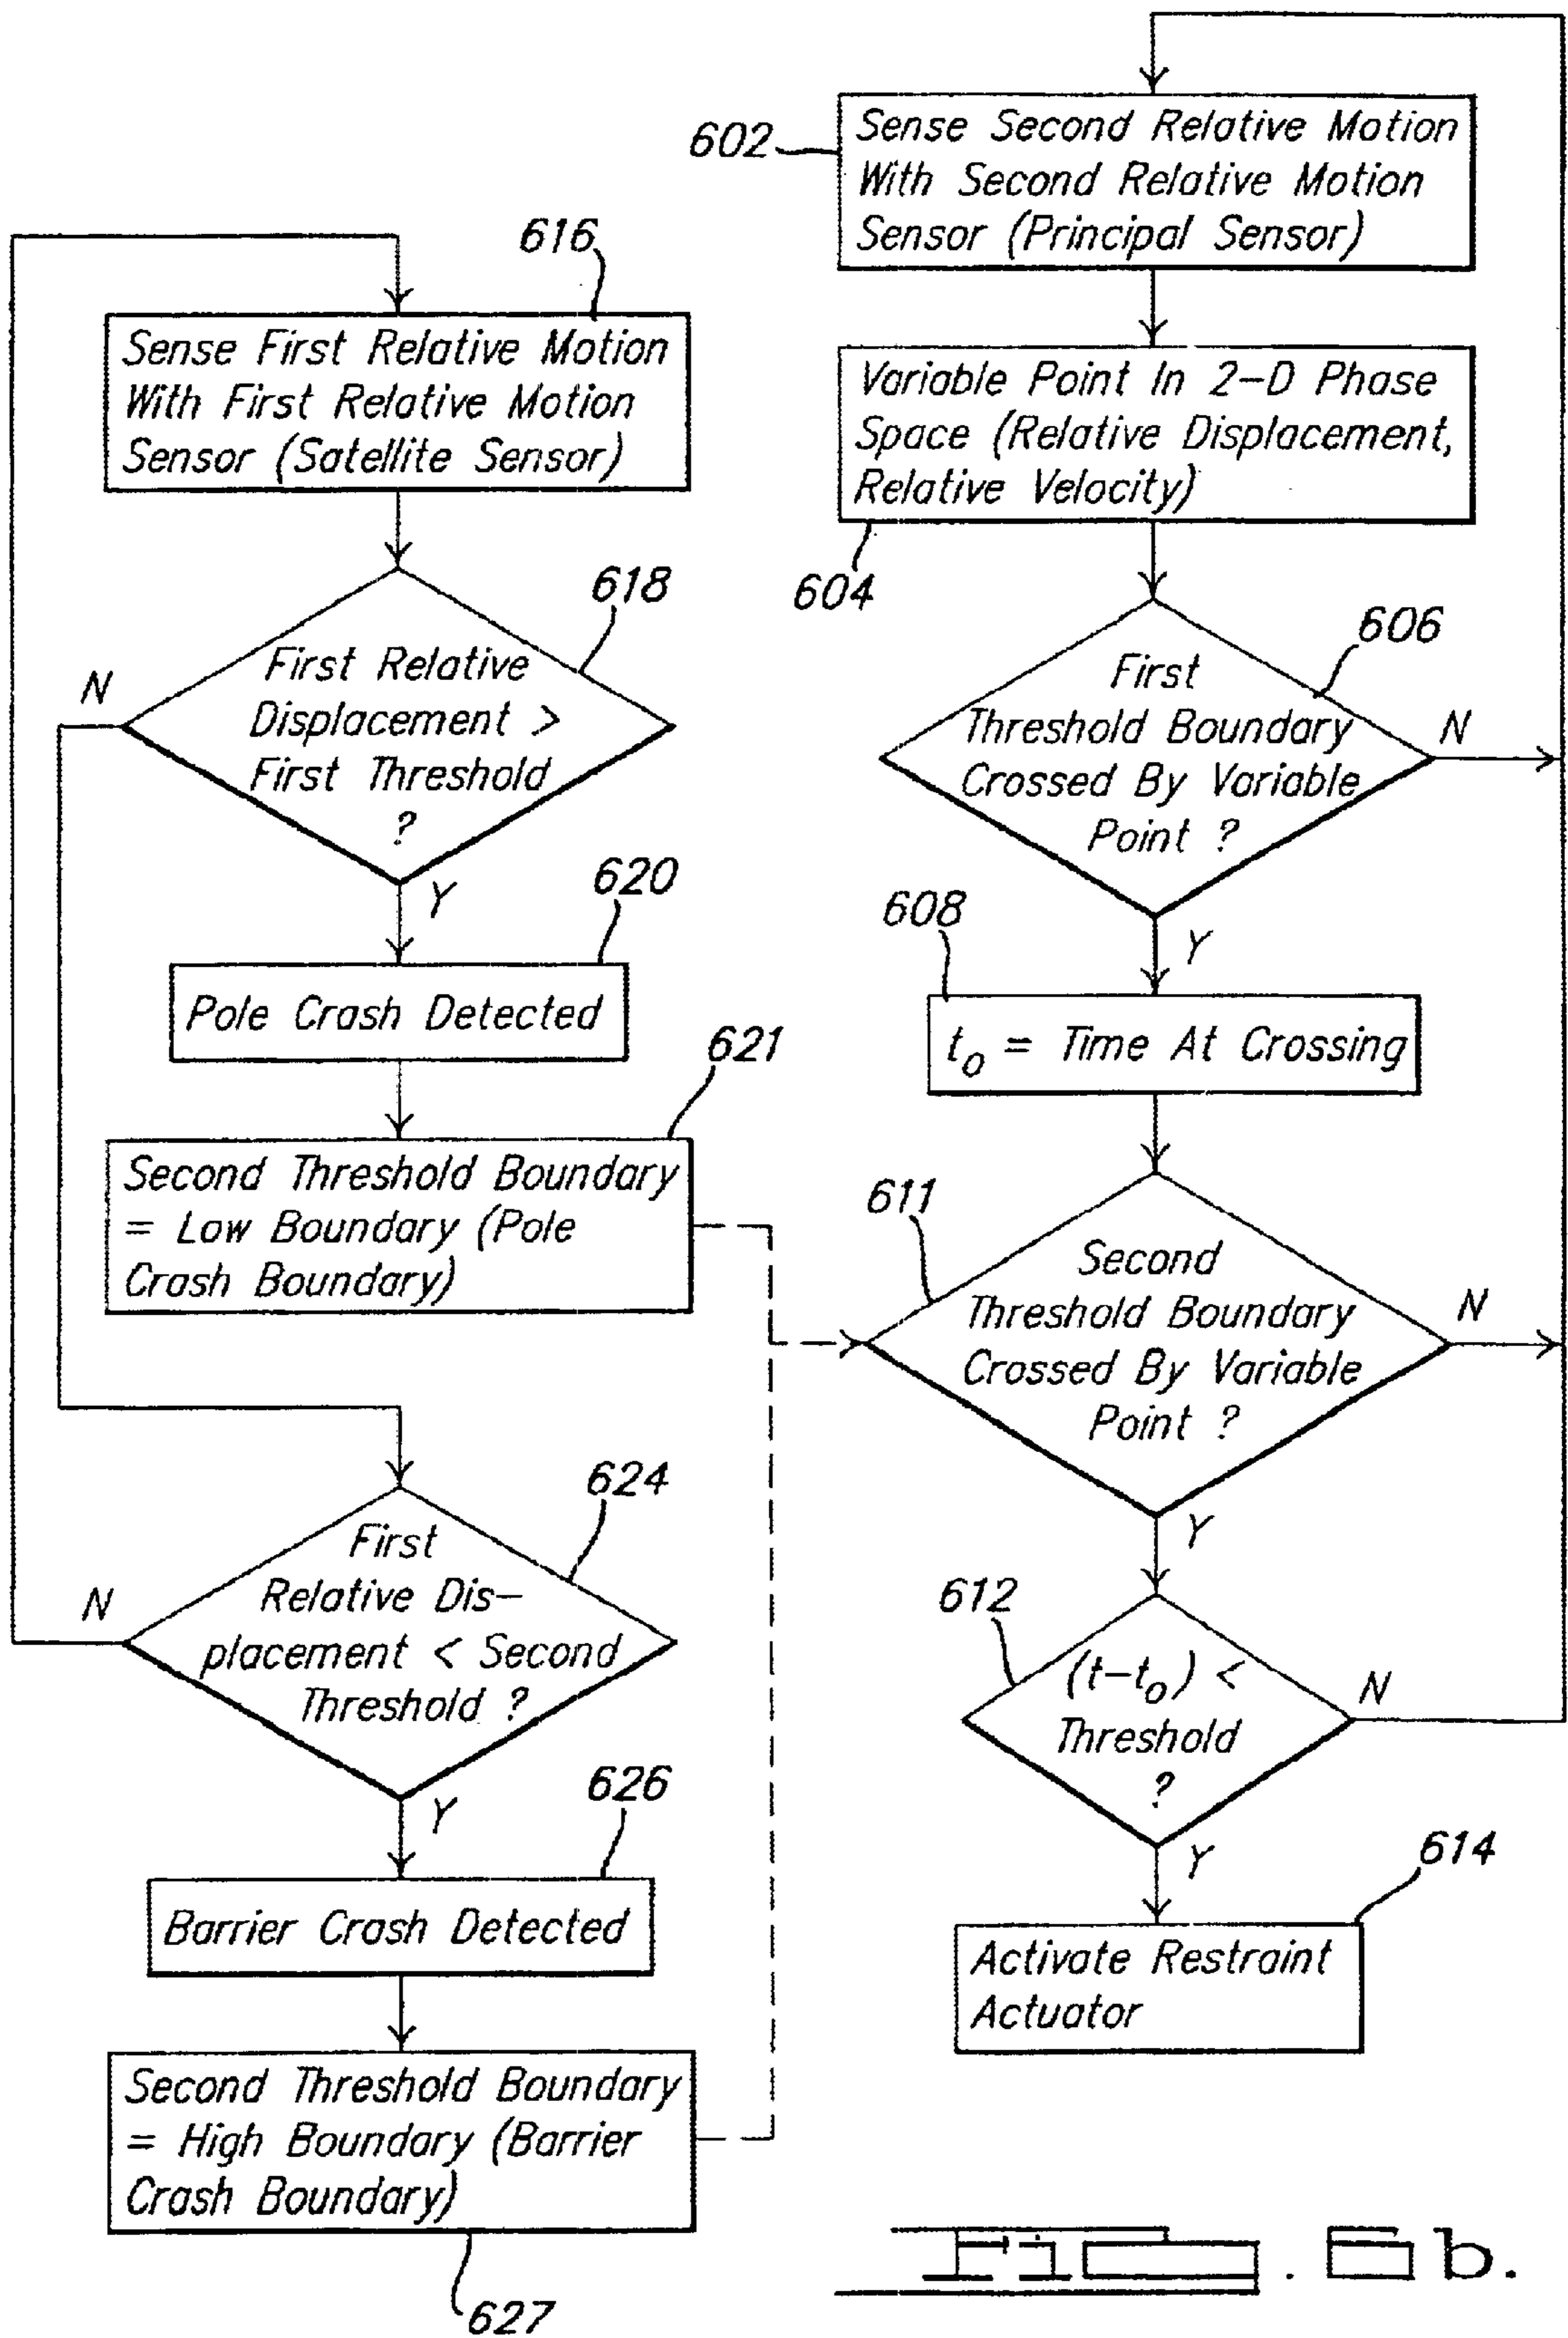 616
Sense First Relative Motion
With First Relative Motion
Sensor (Satellite Sensor)
618
First Relative
Displacement >
First Threshold
?
N
Y
620
Pole Crash Detected
621
Second Threshold Boundary
= Low Boundary (Pole
Crash Boundary)
624
First
Relative Dis-
placement < Second
Threshold ?
N
Y
626
Barrier Crash Detected
Second Threshold Boundary
= High Boundary (Barrier
Crash Boundary)
627
602
Sense Second Relative Motion
With Second Relative Motion
Sensor (Principal Sensor)
Variable Point In 2-D Phase
Space (Relative Displacement,
Relative Velocity)
604
606
First
Threshold Boundary
Crossed By Variable
Point ?
N
Y
608
to = Time At Crossing
611
Second
Threshold Boundary
Crossed By Variable
Point ?
N
Y
612
(t-to) <
Threshold
?
N
Y
614
Activate Restraint
Actuator
Fig. 6b.